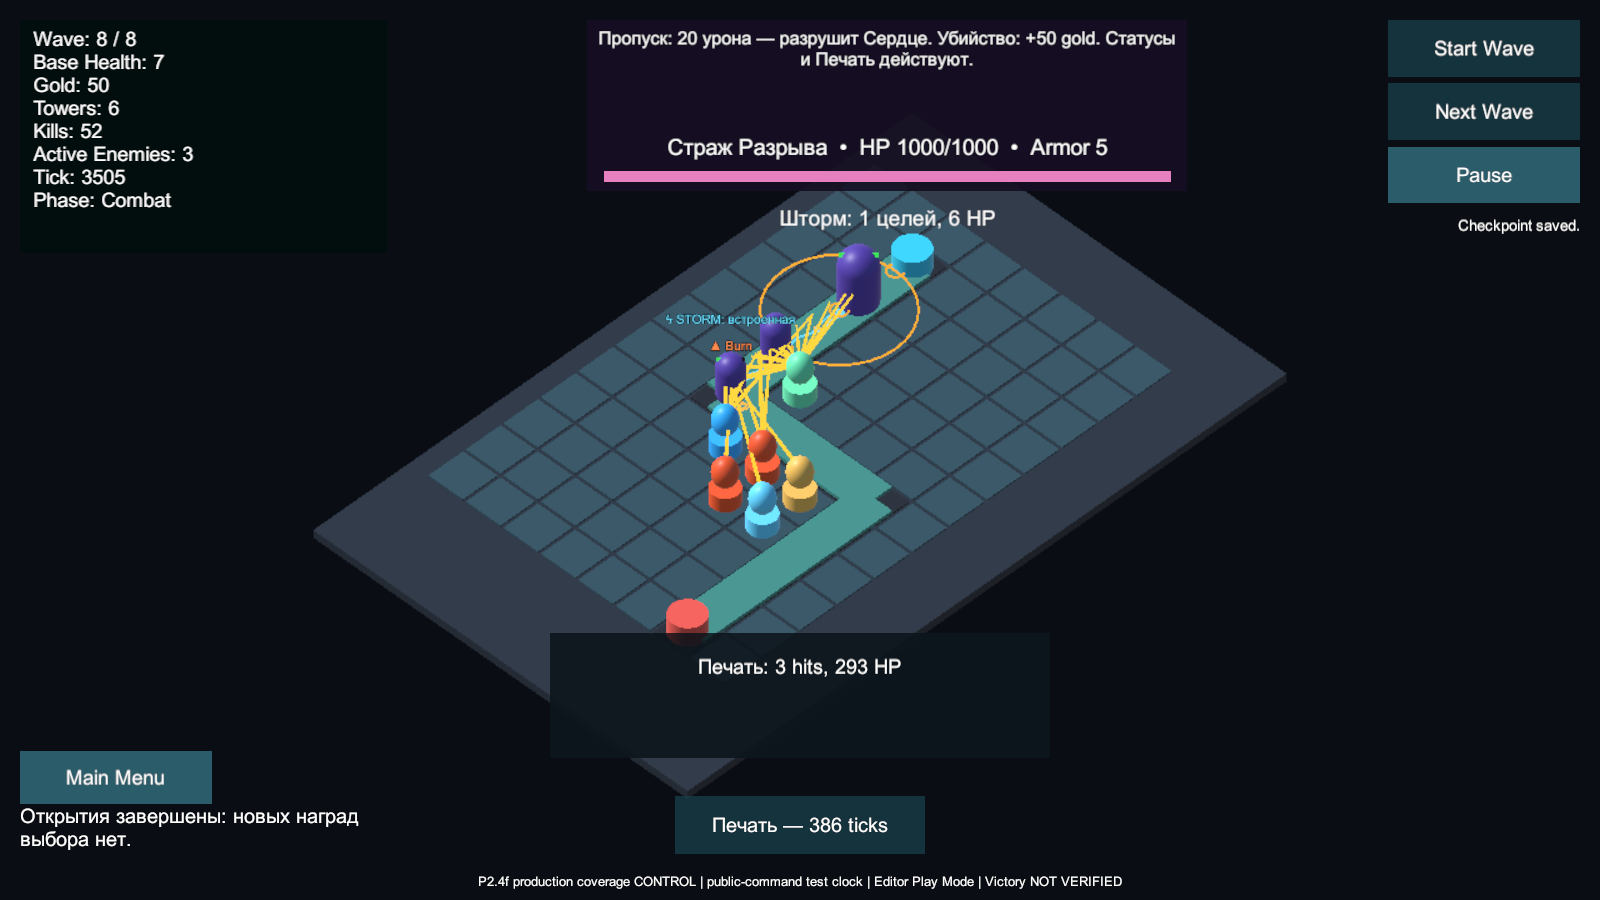 Wave: 8 / 8
Base Health: 7
Gold: 50
Towers: 6
Kills: 52
Active Enemies: 3
Tick: 3505
Phase: Combat
Пропуск: 20 урона — разрушит Сердце. Убийство: +50 gold. Статусы
и Печать действуют.
Страж Разрыва • HP 1000/1000 • Armor 5
Start Wave
Next Wave
Pause
Checkpoint saved.
Шторм: 1 целей, 6 HP
ϟ STORM: встроенная
▲ Burn
Печать: 3 hits, 293 HP
Main Menu
Открытия завершены: новых наград
выбора нет.
Печать — 386 ticks
P2.4f production coverage CONTROL | public-command test clock | Editor Play Mode | Victory NOT VERIFIED